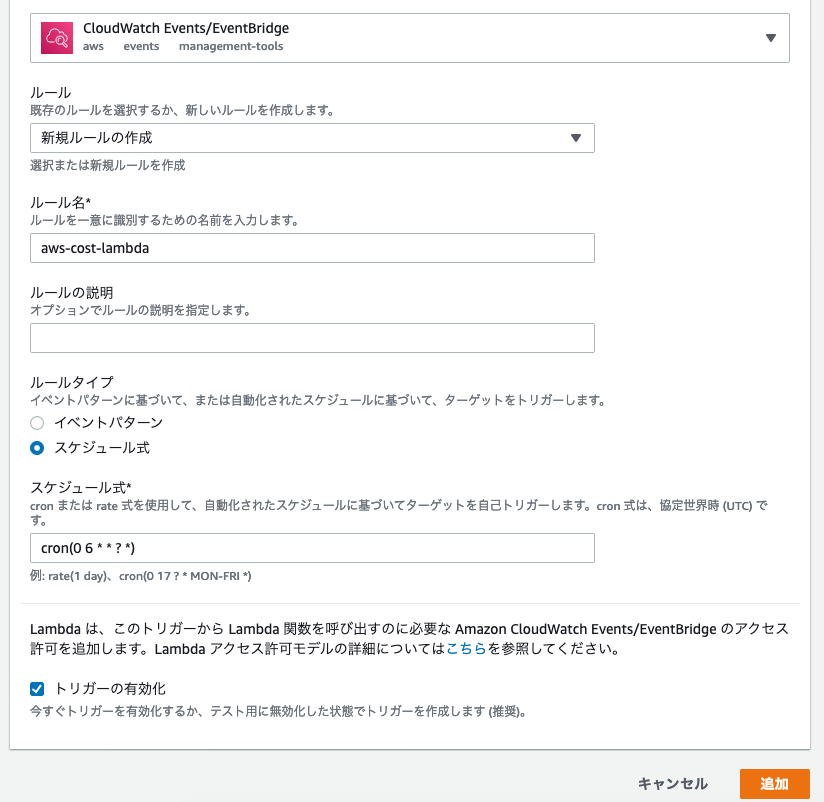 CloudWatch Events/EventBridge
aws events management-tools
ルール
既存のルールを選択するか、新しいルールを作成します。
新規ルールの作成
選択または新規ルールを作成
ルール名*
ルールを一意に識別するための名前を入力します。
aws-cost-lambda
ルールの説明
オプションでルールの説明を指定します。
ルールタイプ
イベントパターンに基づいて、または自動化されたスケジュールに基づいて、ターゲットをトリガーします。
イベントパターン
スケジュール式
スケジュール式*
cron または rate 式を使用して、自動化されたスケジュールに基づいてターゲットを自己トリガーします。cron 式は、協定世界時 (UTC) で
す。
cron(0 6 * * ? *)
例: rate(1 day)、cron(0 17 ? * MON-FRI *)
Lambda は、このトリガーから Lambda 関数を呼び出すのに必要な Amazon CloudWatch Events/EventBridge のアクセス
許可を追加します。Lambda アクセス許可モデルの詳細についてはこちらを参照してください。
トリガーの有効化
今すぐトリガーを有効化するか、テスト用に無効化した状態でトリガーを作成します (推奨)。
キャンセル 追加